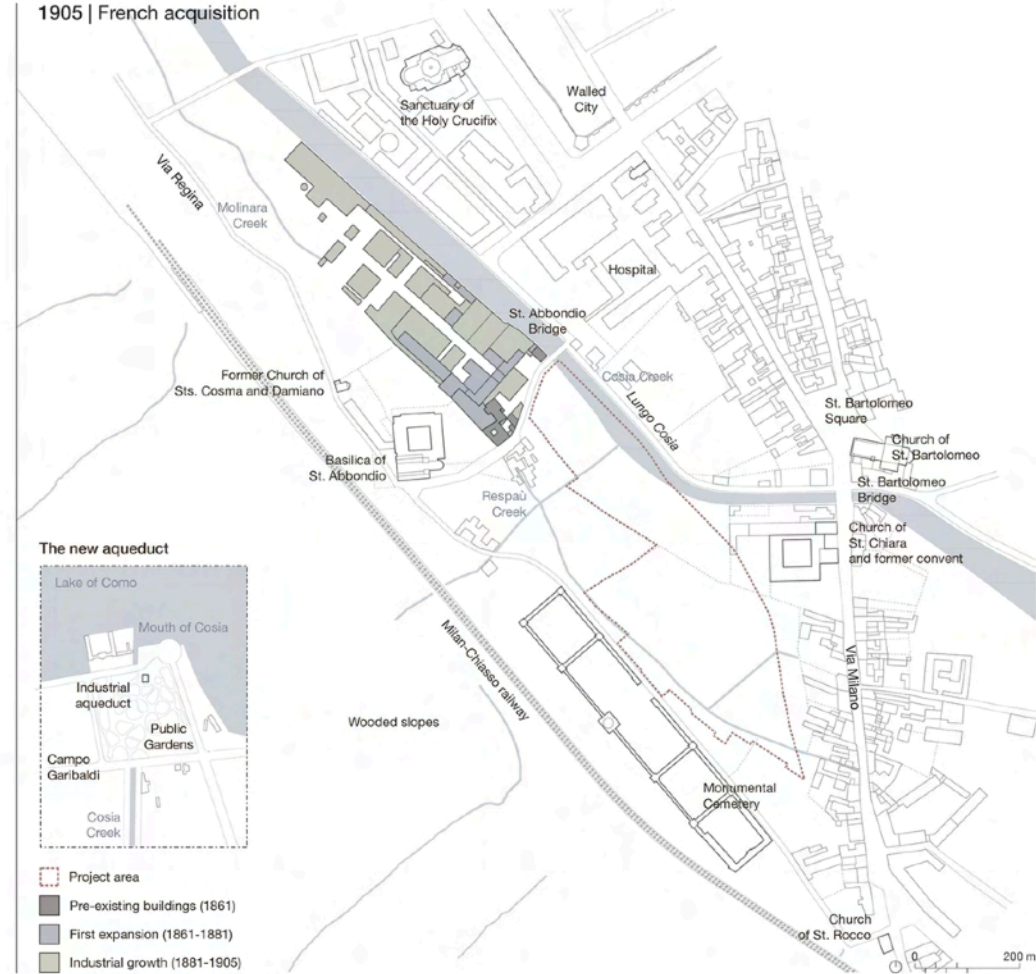 1905 | French acquisition
Sanctuary of
the Holy Crucifix
Walled
City
Via Regina
Molinara
Creek
Hospital
St. Abbondio
Bridge
Former Church of
Sts. Cosma and Damiano
Cosia Creek
Lungo Cosia
St. Bartolomeo
Square
Church of
St. Bartolomeo
Basilica of
St. Abbondio
St. Bartolomeo
Bridge
Respaù
Creek
Church of
St. Chiara
and former convent
The new aqueduct
Lake of Como
Mouth of Cosia
Industrial
aqueduct
Public
Gardens
Campo
Garibaldi
Cosia
Creek
Milan-Chiasso railway
Via Milano
Wooded slopes
Monumental
Cemetery
Project area
Pre-existing buildings (1861)
First expansion (1861-1881)
Industrial growth (1881-1905)
Church
of St. Rocco
0 200 m